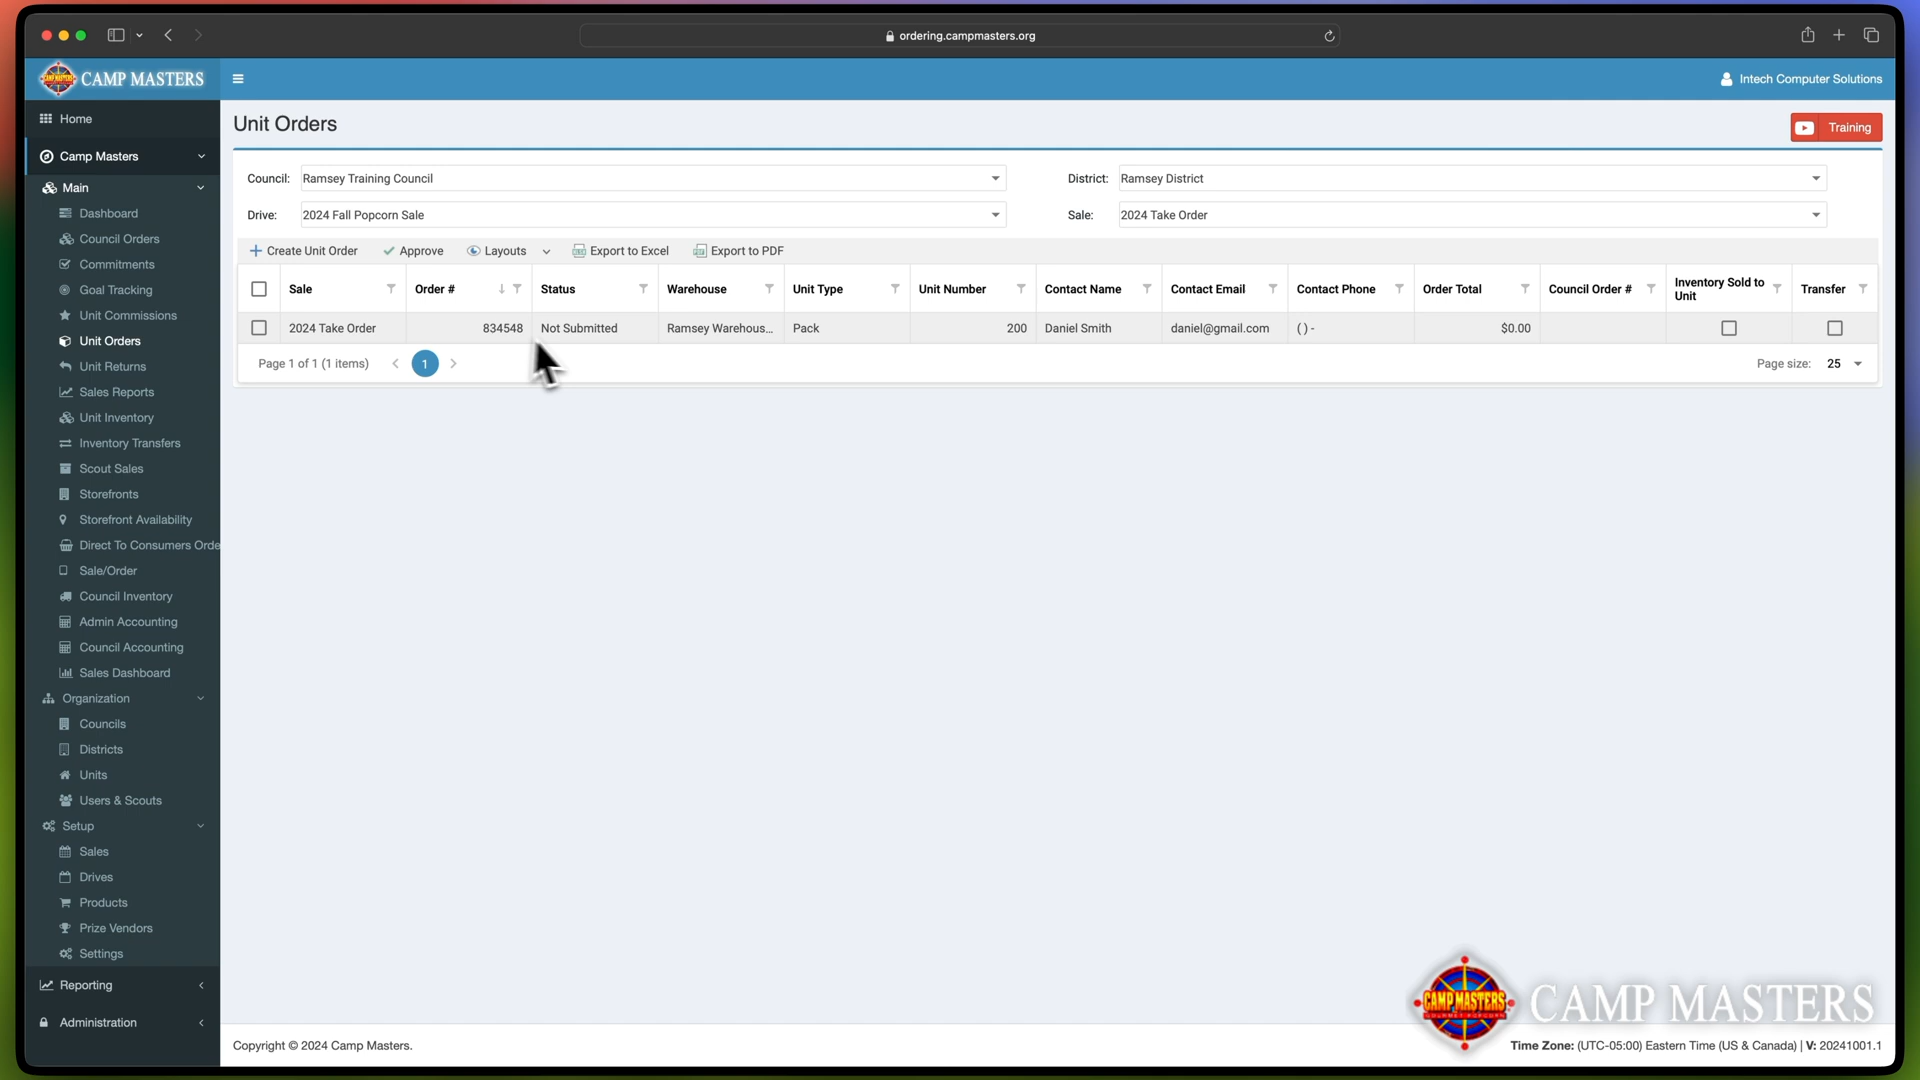 ordering.campmasters.org
CAMP MASTERS
Intech Computer Solutions
Home
Camp Masters
Main
Dashboard
Council Orders
Commitments
Goal Tracking
Unit Commissions
Unit Orders
Unit Returns
Sales Reports
Unit Inventory
Inventory Transfers
Scout Sales
Storefronts
Storefront Availability
Direct To Consumers Orde
Sale/Order
Council Inventory
Admin Accounting
Council Accounting
Sales Dashboard
Organization
Councils
Districts
Units
Users & Scouts
Setup
Sales
Drives
Products
Prize Vendors
Settings
Reporting
Administration
Unit Orders
Training
Council: Ramsey Training Council District: Ramsey District
Drive: 2024 Fall Popcorn Sale Sale: 2024 Take Order
Create Unit Order Approve Layouts Export to Excel Export to PDF
Sale Order # Status Warehouse Unit Type Unit Number Contact Name Contact Email Contact Phone Order Total Council Order # Inventory Sold to Unit Transfer
2024 Take Order 834548 Not Submitted Ramsey Warehous... Pack 200 Daniel Smith daniel@gmail.com ( ) - $0.00
Page 1 of 1 (1 items) 1 Page size: 25
CAMP MASTERS
GOURMET POPCORN
CAMP MASTERS
Copyright © 2024 Camp Masters. Time Zone: (UTC-05:00) Eastern Time (US & Canada) | V: 20241001.1